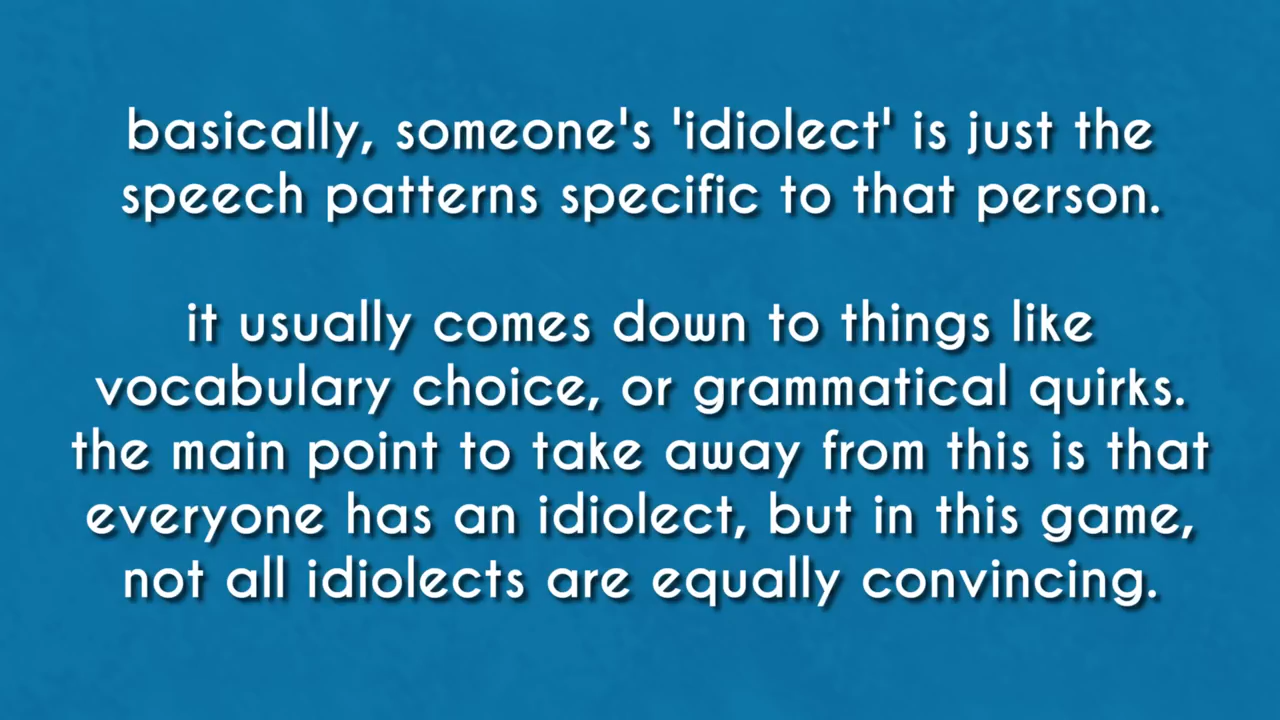 basically, someone's 'idiolect' is just the
speech patterns specific to that person.
it usually comes down to things like
vocabulary choice, or grammatical quirks.
the main point to take away from this is that
everyone has an idiolect, but in this game,
not all idiolects are equally convincing.